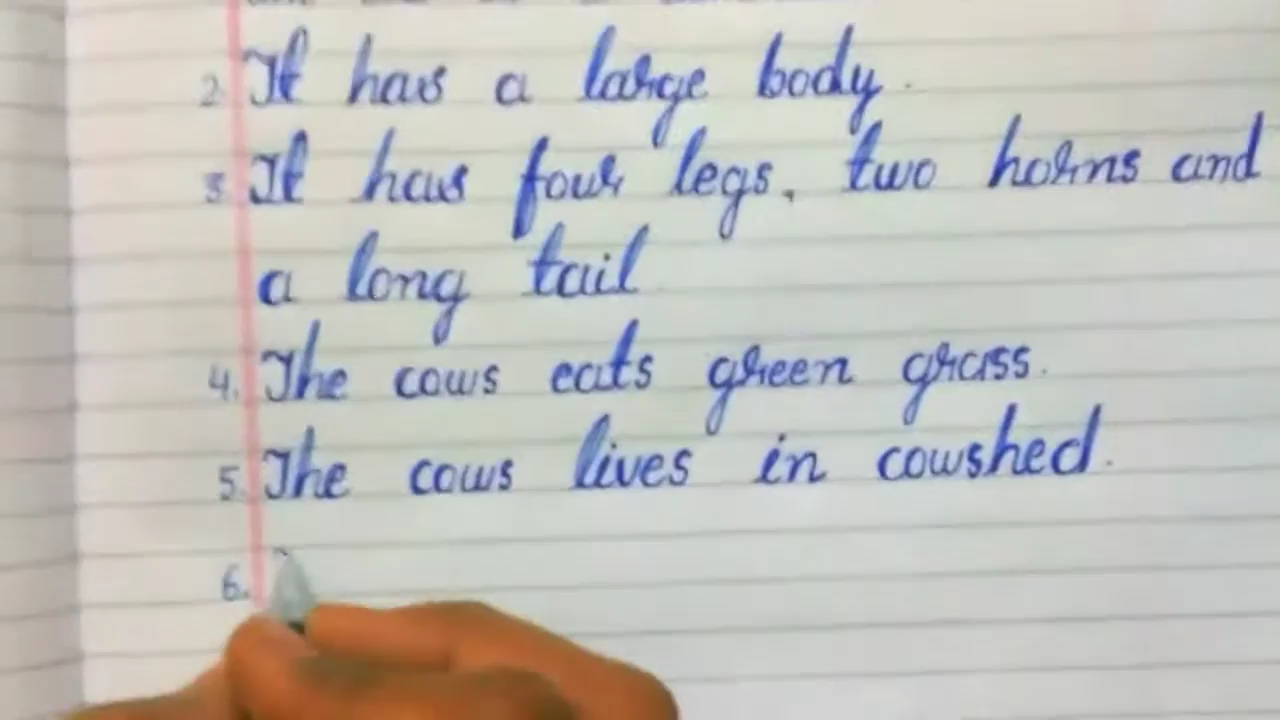 2. It has a large body.
3. It has four legs, two horns and
a long tail
4. The cows eats green grass.
5. The cows lives in cowshed.
6.